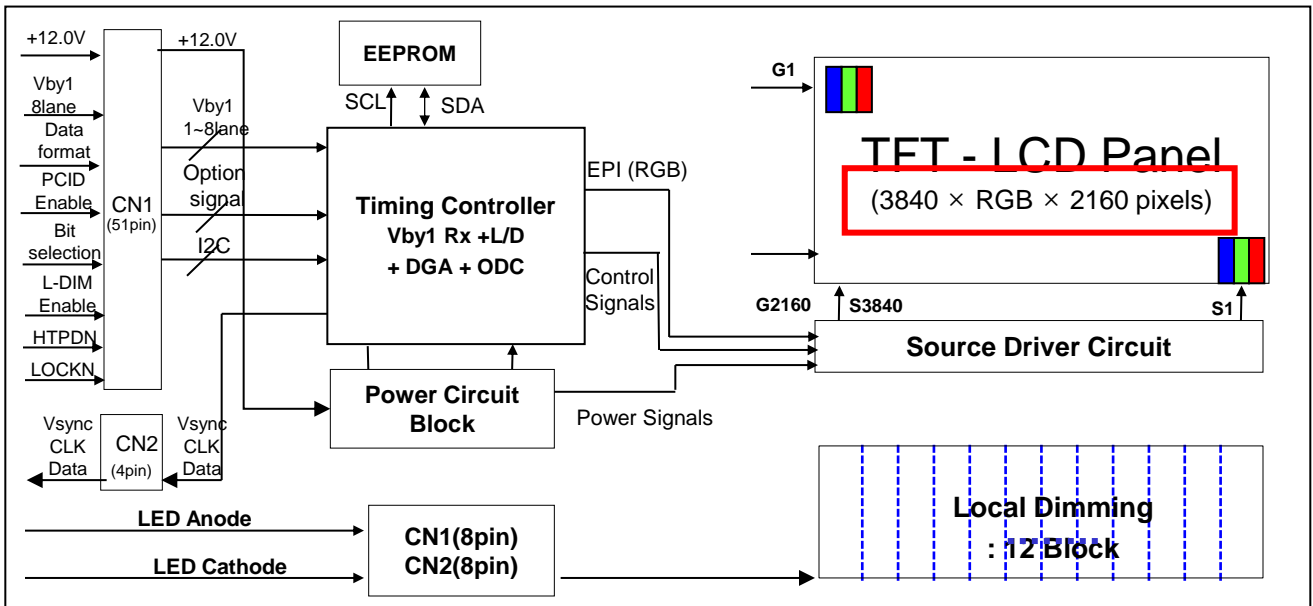 +12.0V
Vby1
8lane
Data
format
PCID
Enable
Bit
selection
L-DIM
Enable
HTPDN
LOCKN
CN1
(51pin)
+12.0V
Vby1
1~8lane
Option
signal
I2C
EEPROM
SCL
SDA
Timing Controller
Vby1 Rx +L/D
+ DGA + ODC
EPI (RGB)
Control
Signals
Power Circuit
Block
Power Signals
G1
TFT - LCD Panel
(3840 × RGB × 2160 pixels)
G2160
S3840
S1
Source Driver Circuit
Vsync
CLK
Data
CN2
(4pin)
Vsync
CLK
Data
LED Anode
LED Cathode
CN1(8pin)
CN2(8pin)
Local Dimming
: 12 Block